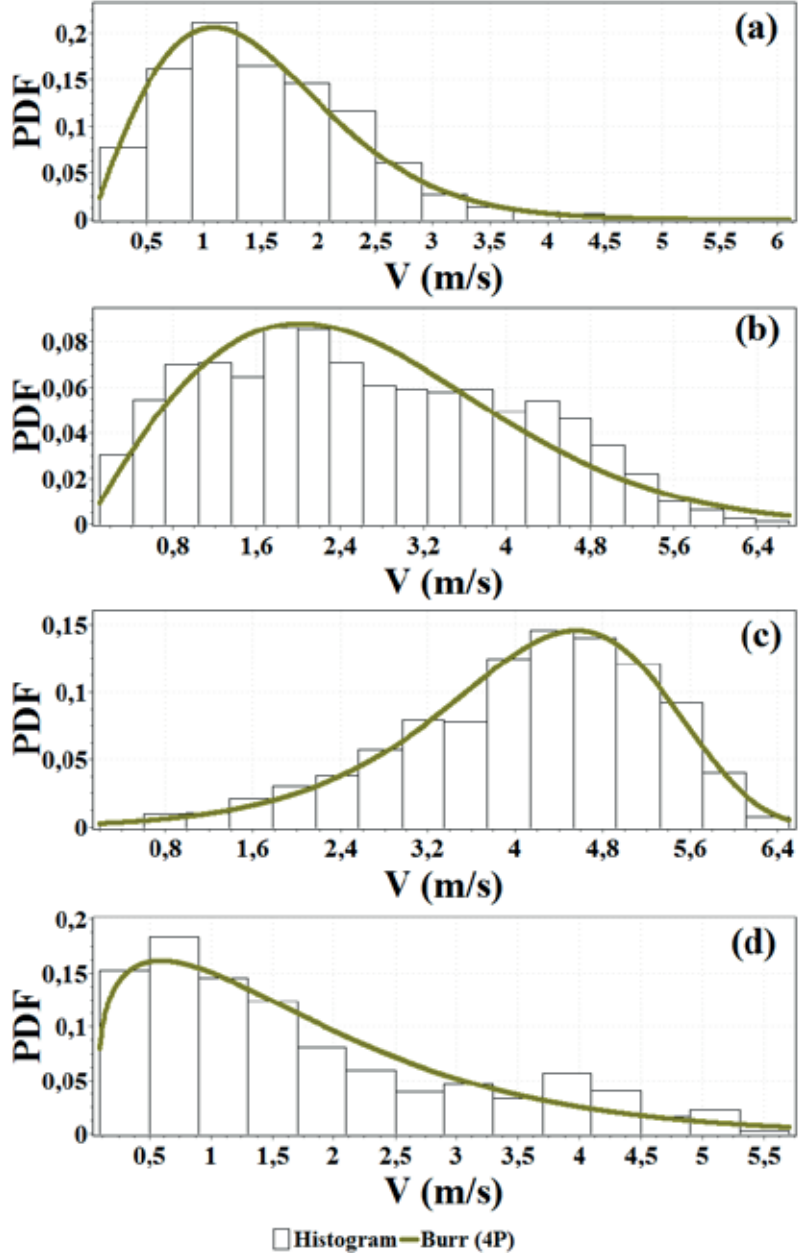 (a)
PDF
0,2
0,15
0,1
0,05
0
0,5 1 1,5 2 2,5 3 3,5 4 4,5 5 5,5 6
V (m/s)
(b)
PDF
0,08
0,06
0,04
0,02
0
0,8 1,6 2,4 3,2 4 4,8 5,6 6,4
V (m/s)
(c)
PDF
0,15
0,1
0,05
0
0,8 1,6 2,4 3,2 4 4,8 5,6 6,4
V (m/s)
(d)
PDF
0,2
0,15
0,1
0,05
0
0,5 1 1,5 2 2,5 3 3,5 4 4,5 5 5,5
V (m/s)
Histogram Burr (4P)